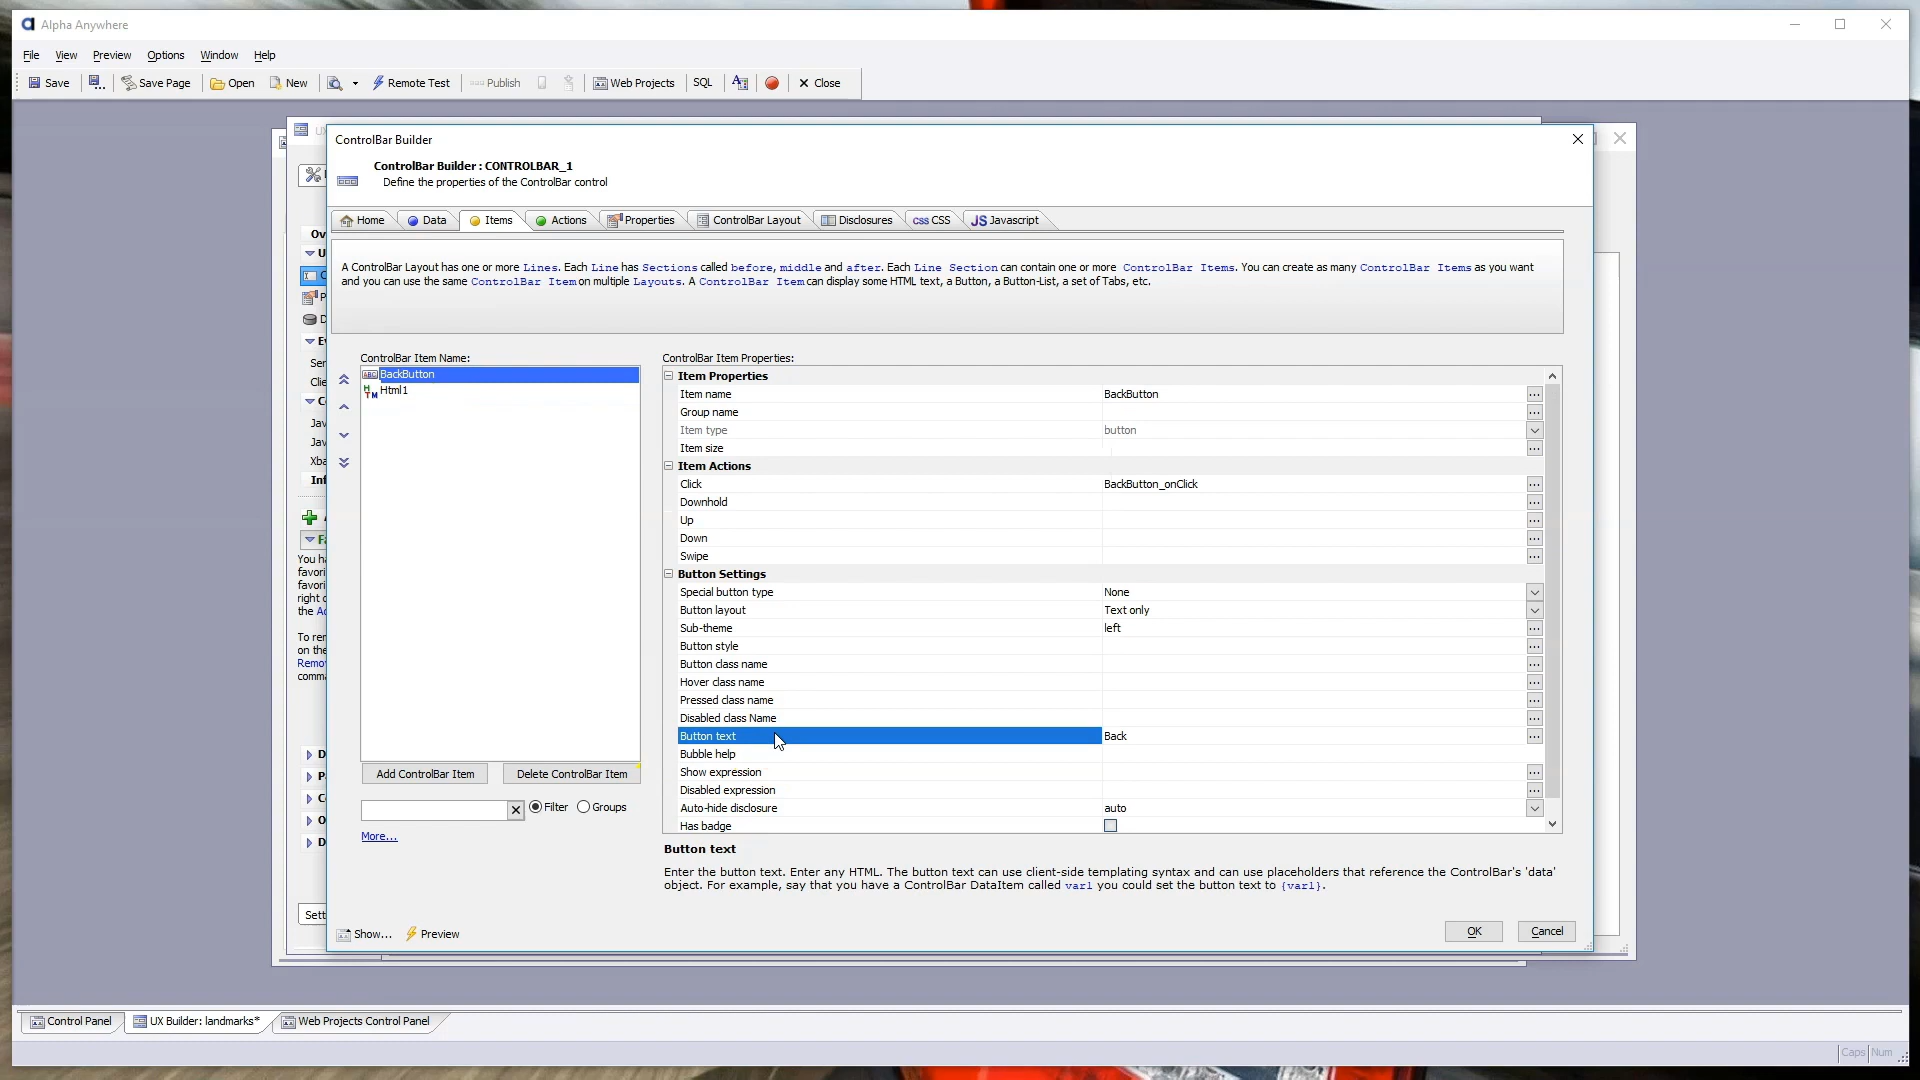 Alpha Anywhere
File View Preview Options Window Help
Save Save Page Open New Remote Test Publish Web Projects SQL Close
ControlBar Builder
ControlBar Builder : CONTROLBAR_1
Define the properties of the ControlBar control
Home Data Items Actions Properties ControlBar Layout Disclosures CSS CSS JS Javascript
A ControlBar Layout has one or more Lines. Each Line has Sections called before, middle and after. Each Line Section can contain one or more ControlBar Items. You can create as many ControlBar Items as you want
and you can use the same ControlBar Item on multiple Layouts. A ControlBar Item can display some HTML text, a Button, a Button-List, a set of Tabs, etc.
ControlBar Item Name:
BackButton
Html1
Add ControlBar Item Delete ControlBar Item
Filter Groups
More...
ControlBar Item Properties:
Item Properties
Item name BackButton
Group name
Item type button
Item size
Item Actions
Click BackButton_onClick
Downhold
Up
Down
Swipe
Button Settings
Special button type None
Button layout Text only
Sub-theme left
Button style
Button class name
Hover class name
Pressed class name
Disabled class Name
Button text Back
Bubble help
Show expression
Disabled expression
Auto-hide disclosure auto
Has badge
Button text
Enter the button text. Enter any HTML. The button text can use client-side templating syntax and can use placeholders that reference the ControlBar's 'data'
object. For example, say that you have a ControlBar DataItem called var1 you could set the button text to {var1}.
Show... Preview
OK Cancel
Control Panel UX Builder: landmarks* Web Projects Control Panel
Caps Num